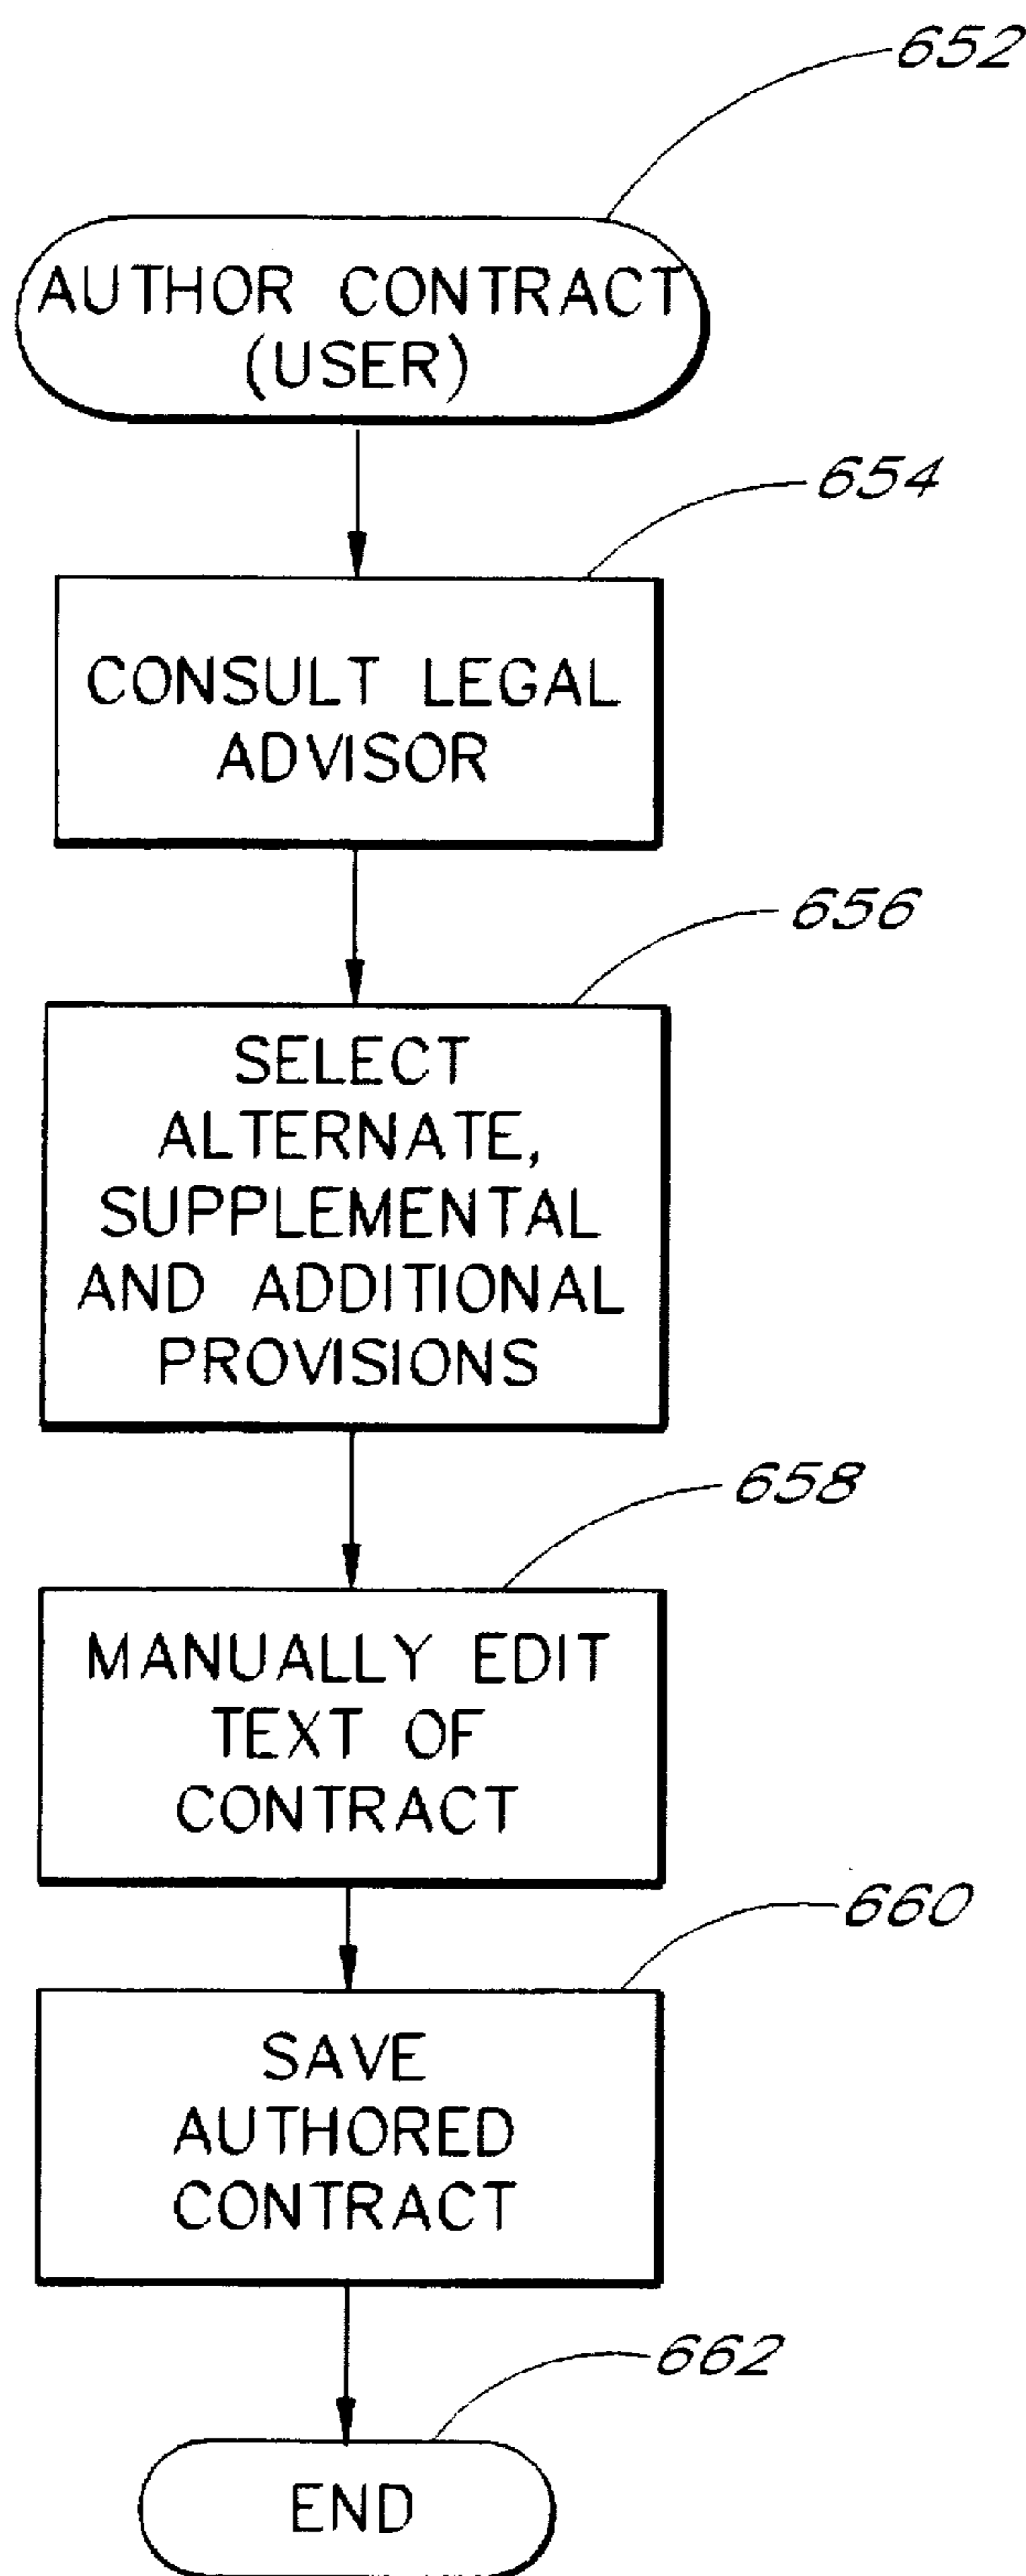 652
AUTHOR CONTRACT
(USER)
654
CONSULT LEGAL
ADVISOR
656
SELECT
ALTERNATE,
SUPPLEMENTAL
AND ADDITIONAL
PROVISIONS
658
MANUALLY EDIT
TEXT OF
CONTRACT
660
SAVE
AUTHORED
CONTRACT
662
END